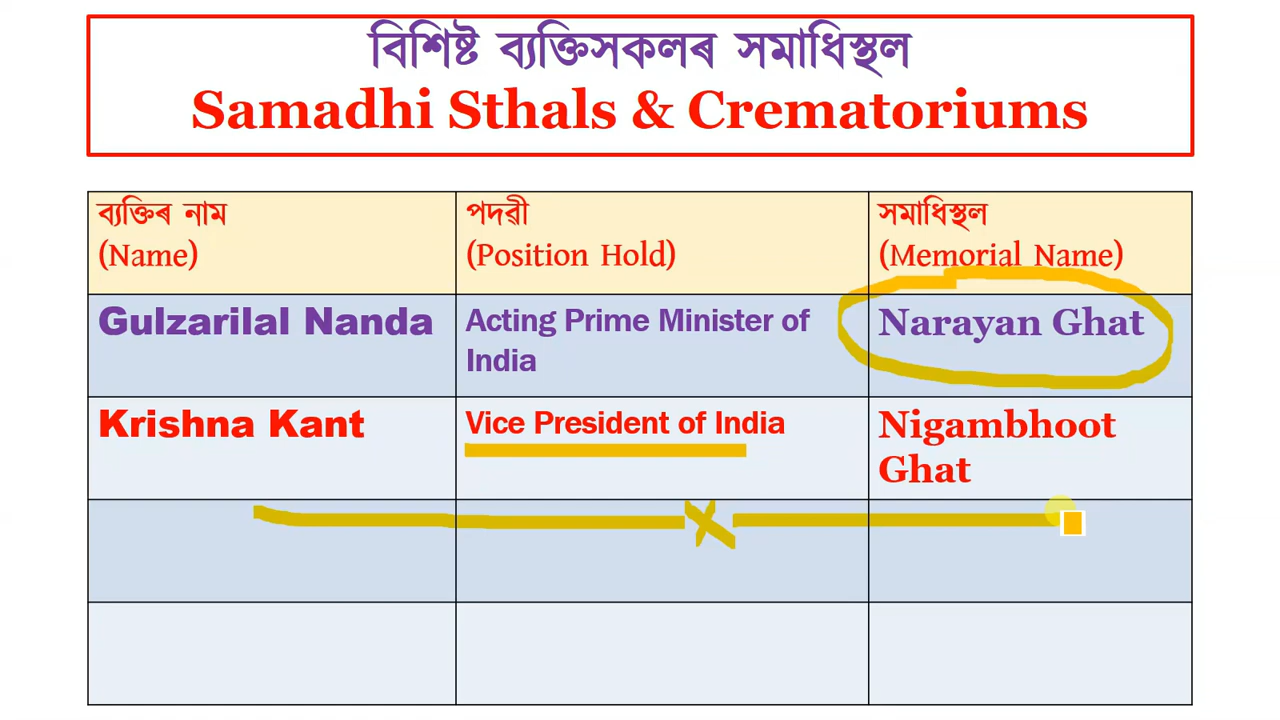 বিশিষ্ট ব্যক্তিসকলৰ সমাধিস্থল
Samadhi Sthals & Crematoriums
ব্যক্তিৰ নাম
(Name)
পদৱী
(Position Hold)
সমাধিস্থল
(Memorial Name)
Gulzarilal Nanda
Acting Prime Minister of
India
Narayan Ghat
Krishna Kant
Vice President of India
Nigambhoot
Ghat